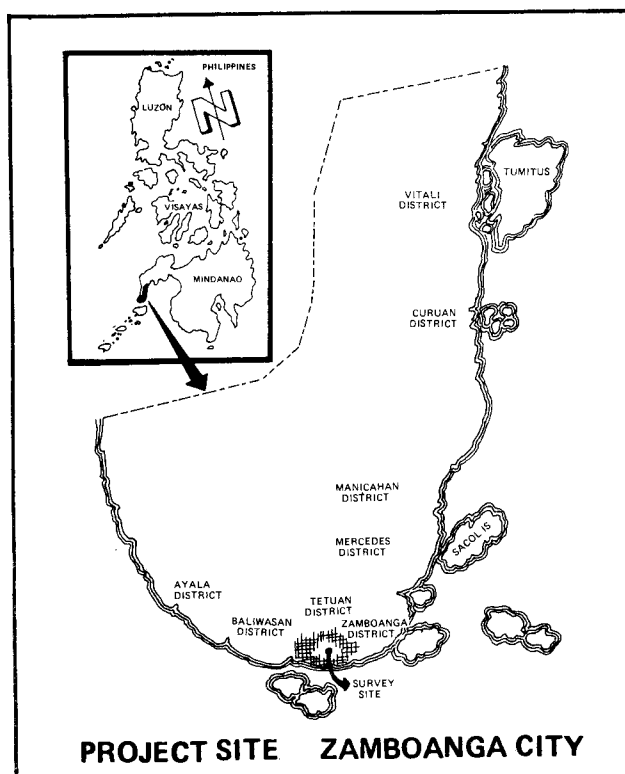 PHILIPPINES
LUZON
N
VISAYAS
MINDANAO
TUMITUS
VITALI
DISTRICT
CURUAN
DISTRICT
MANICAHAN
DISTRICT
MERCEDES
DISTRICT
SACOL IS
AYALA
DISTRICT
TETUAN
DISTRICT
BALIWASAN
DISTRICT
ZAMBOANGA
DISTRICT
SURVEY
SITE
PROJECT SITE ZAMBOANGA CITY